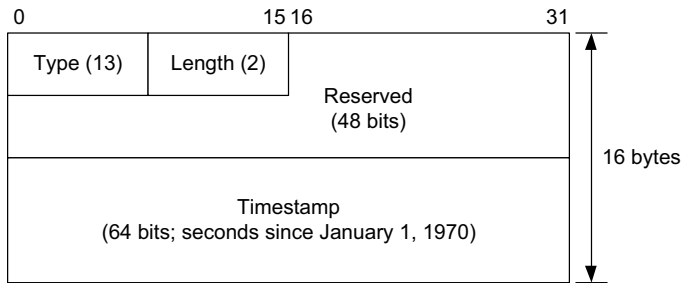 0 15 16 31
Type (13) Length (2)
Reserved
(48 bits)
16 bytes
Timestamp
(64 bits; seconds since January 1, 1970)